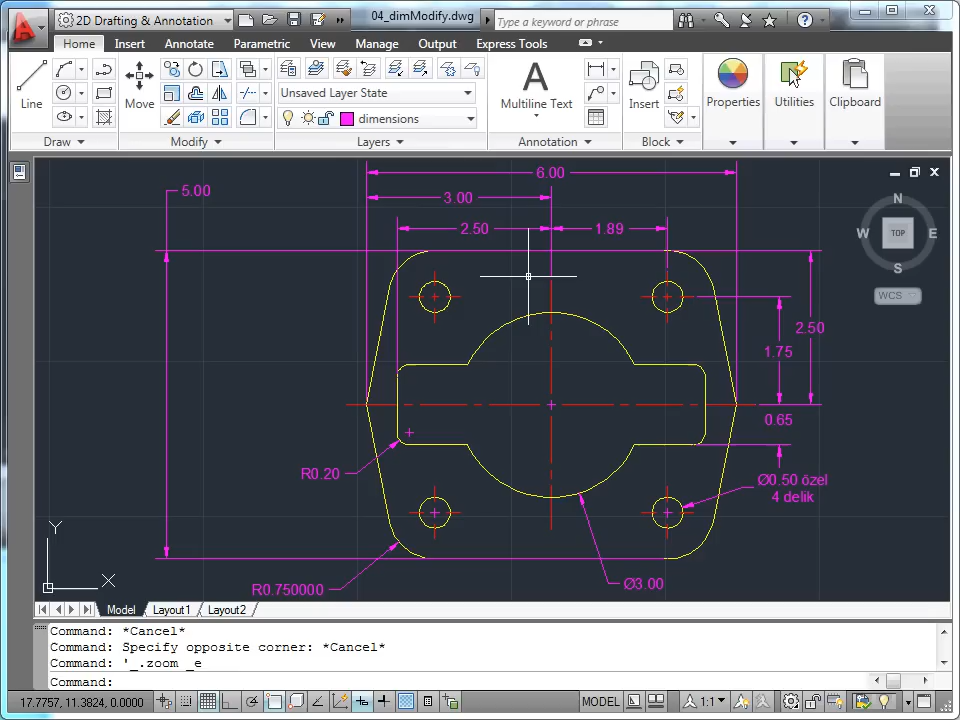 2D Drafting & Annotation
04_dimModify.dwg
Type a keyword or phrase
Home Insert Annotate Parametric View Manage Output Express Tools
Line
Move
Unsaved Layer State
dimensions
Multiline Text
Insert
Properties
Utilities
Clipboard
Draw
Modify
Layers
Annotation
Block
6.00
5.00
3.00
2.50
1.89
N
W
TOP
E
S
WCS
2.50
1.75
0.65
R0.20
Ø0.50 özel
4 delik
Y
X
R0.750000
Ø3.00
Model Layout1 Layout2
Command: *Cancel*
Command: Specify opposite corner: *Cancel*
Command: '_.zoom _e
Command:
17.7757, 11.3824, 0.0000
MODEL
1:1